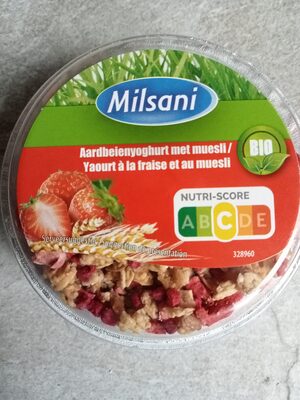 Milsani
Aardbeienyoghurt met muesli /
Yaourt à la fraise et au muesli
BIO
NUTRI-SCORE
A B C D E
328960